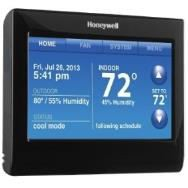 Honeywell
HOME FAN SYSTEM MENU
Fri, Jul 26, 2013
5:41 pm
OUTDOOR
80° / 55% Humidity
STATUS
cool mode
INDOOR
72°
45% Humidity
following schedule
SET TO
72°